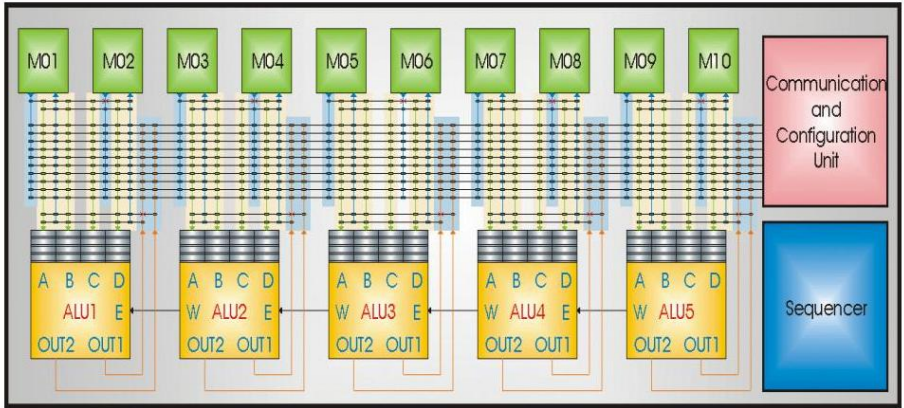 M01 M02 M03 M04 M05 M06 M07 M08 M09 M10
Communication
and
Configuration
Unit
A B C D A B C D A B C D A B C D A B C D
ALU1 E W ALU2 E W ALU3 E W ALU4 E W ALU5
OUT2 OUT1 OUT2 OUT1 OUT2 OUT1 OUT2 OUT1 OUT2 OUT1
Sequencer